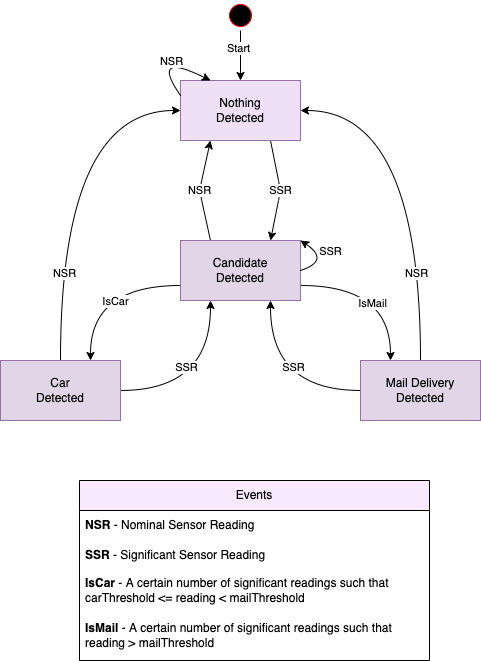 Start
NSR
Nothing
Detected
NSR
SSR
Candidate
Detected
SSR
NSR
NSR
IsCar
IsMail
SSR
SSR
Car
Detected
Mail Delivery
Detected
Events
NSR - Nominal Sensor Reading
SSR - Significant Sensor Reading
IsCar - A certain number of significant readings such that
carThreshold <= reading < mailThreshold
IsMail - A certain number of significant readings such that
reading > mailThreshold